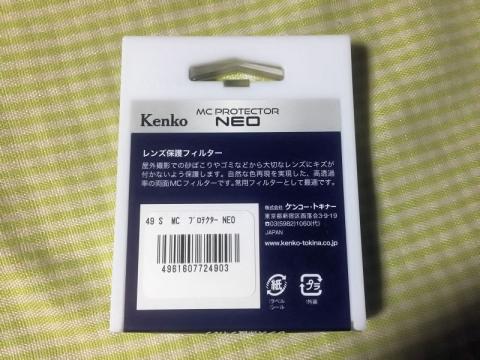 Kenko
MC PROTECTOR
NEO
レンズ保護フィルター
屋外撮影での砂ぼこりやゴミなどから大切なレンズにキズが
付かないよう保護します。自然な色再現を実現した、高透過
率の両面MCフィルターです。常用フィルターとして最適です。
49 S MC プロテクター NEO
4961607724903
株式会社 ケンコー・トキナー
東京都新宿区西落合3-9-19
☎03(5982)1060(代)
JAPAN
www.kenko-tokina.co.jp
紙
ラベル
シール
プラ
外装